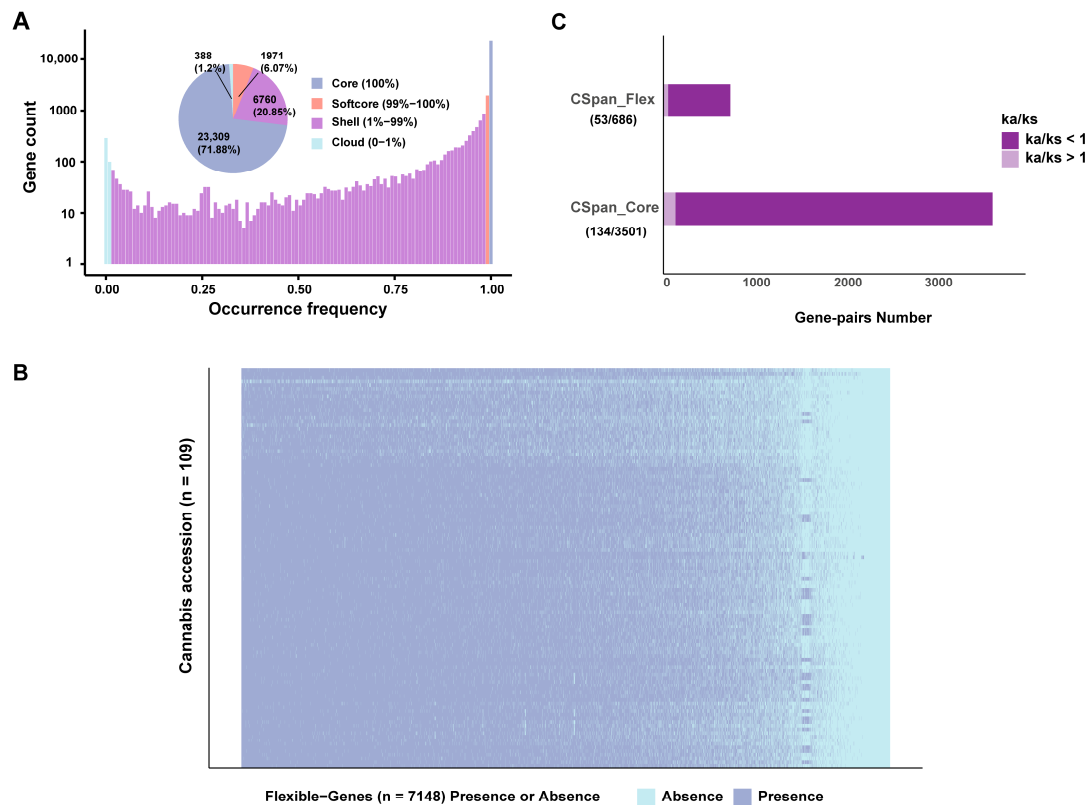 A
10,000
1000
100
10
1
Gene count
0.00
0.25
0.50
0.75
1.00
Occurrence frequency
388
(1.2%)
1971
(6.07%)
6760
(20.85%)
23,309
(71.88%)
Core (100%)
Softcore (99%−100%)
Shell (1%−99%)
Cloud (0−1%)
C
CSpan_Flex
(53/686)
CSpan_Core
(134/3501)
0
1000
2000
3000
Gene-pairs Number
ka/ks
ka/ks < 1
ka/ks > 1
B
Cannabis accession (n = 109)
Flexible−Genes (n = 7148) Presence or Absence
Absence
Presence